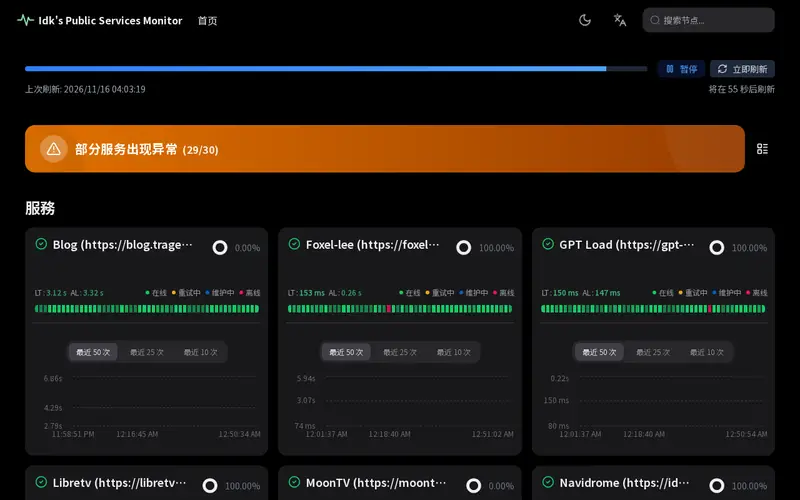 Idk's Public Services Monitor 首页 搜索节点...
暂停 立即刷新
上次刷新: 2026/11/16 04:03:19 将在 55 秒后刷新
部分服务出现异常 (29/30)
服務
Blog (https://blog.trage··· 0.00%
LT: 3.12 s AL: 3.32 s 在线 重试中 维护中 离线
最近 50 次 最近 25 次 最近 10 次
6.86s
4.29s
2.79s
11:58:51 PM 12:16:45 AM 12:50:34 AM
Foxel-lee (https://foxel··· 100.00%
LT: 153 ms AL: 0.26 s 在线 重试中 维护中 离线
最近 50 次 最近 25 次 最近 10 次
5.94s
3.07s
74 ms
12:01:37 AM 12:18:40 AM 12:51:02 AM
GPT Load (https://gpt-··· 100.00%
LT: 150 ms AL: 147 ms 在线 重试中 维护中 离线
最近 50 次 最近 25 次 最近 10 次
0.22s
150 ms
80 ms
12:01:37 AM 12:18:40 AM 12:50:54 AM
Libretv (https://libretv··· 100.00%
MoonTV (https://moont··· 0.00%
Navidrome (https://id··· 100.00%